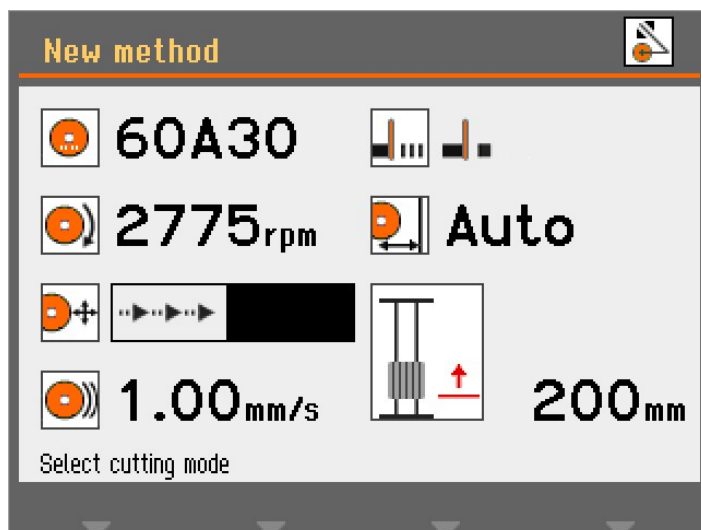 New method
60A30
2775rpm
Auto
1.00mm/s
200mm
Select cutting mode